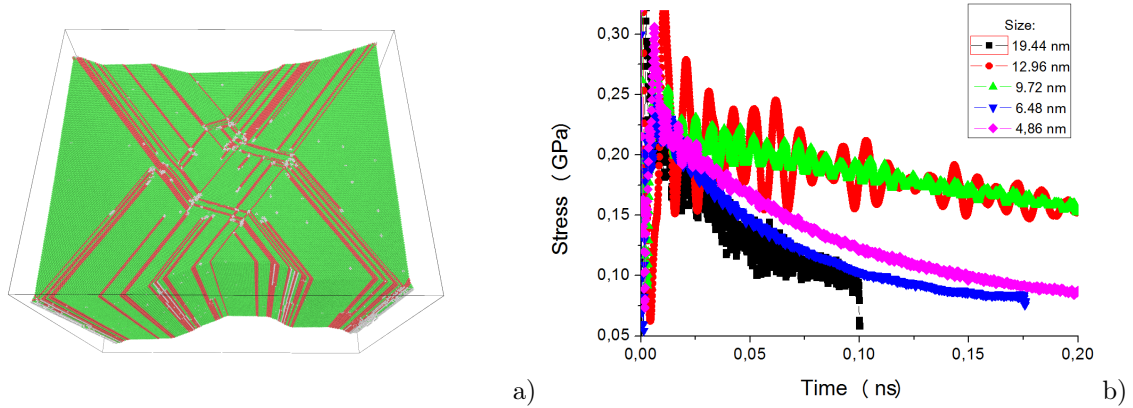 0,30
0,25
0,20
0,15
0,10
0,05
Stress ( GPa)
Size:
19.44 nm
12.96 nm
9.72 nm
6.48 nm
4,86 nm
0,00 0,05 0,10 0,15 0,20
Time ( ns)
a)
b)